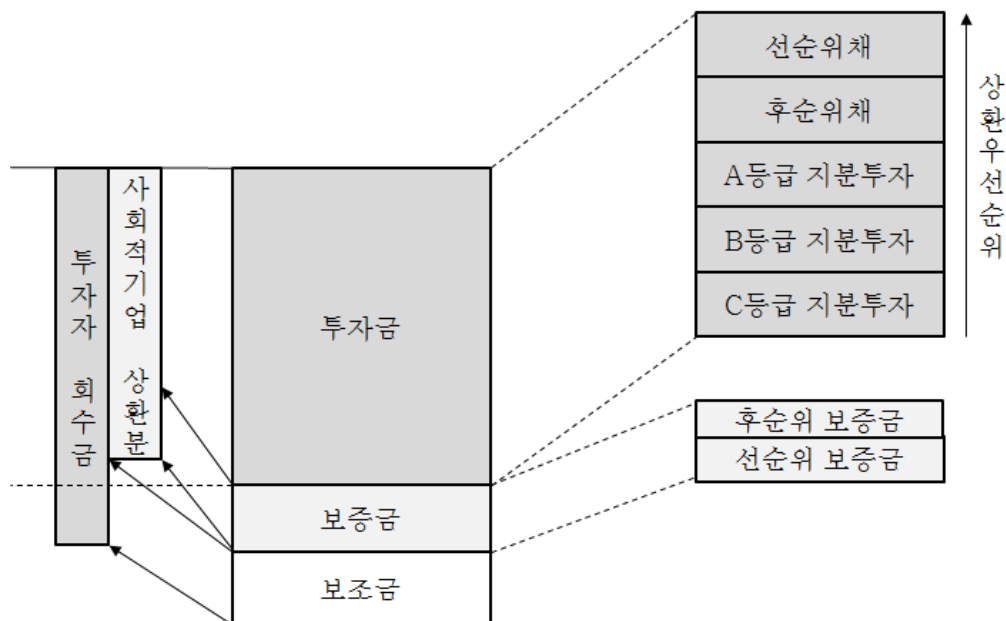 선순위채
후순위채
A등급 지분투자
B등급 지분투자
C등급 지분투자
상환우선순위
투자자 회수금
사회적기업 상환분
투자금
후순위 보증금
선순위 보증금
보증금
보조금